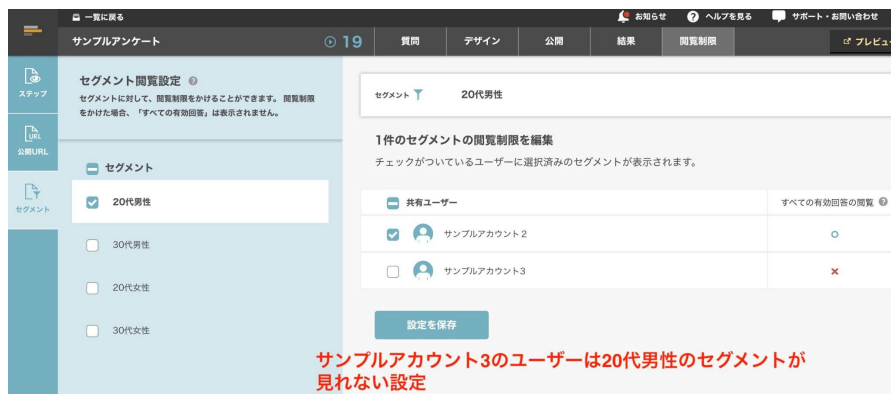 一覧に戻る
お知らせ
ヘルプを見る
サポート・お問い合わせ
サンプルアンケート
19
質問
デザイン
公開
結果
閲覧制限
プレビュー
ステップ
公開URL
セグメント
セグメント閲覧設定
セグメントに対して、閲覧制限をかけることができます。 閲覧制限
をかけた場合、「すべての有効回答」は表示されません。
セグメント
20代男性
30代男性
20代女性
30代女性
セグメント
20代男性
1件のセグメントの閲覧制限を編集
チェックがついているユーザーに選択済みのセグメントが表示されます。
共有ユーザー
すべての有効回答の閲覧
サンプルアカウント2
サンプルアカウント3
設定を保存
サンプルアカウント3のユーザーは20代男性のセグメントが
見れない設定